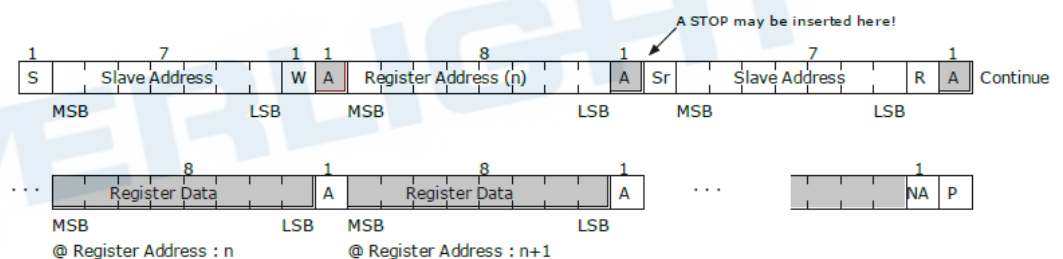 A STOP may be inserted here!
1 7 1 1 8 1 7 1
S Slave Address W A Register Address (n) A Sr Slave Address R A Continue
MSB LSB MSB LSB MSB LSB
8 1 8 1 1
... Register Data A Register Data A ... NA P
MSB LSB MSB LSB
@ Register Address : n @ Register Address : n+1